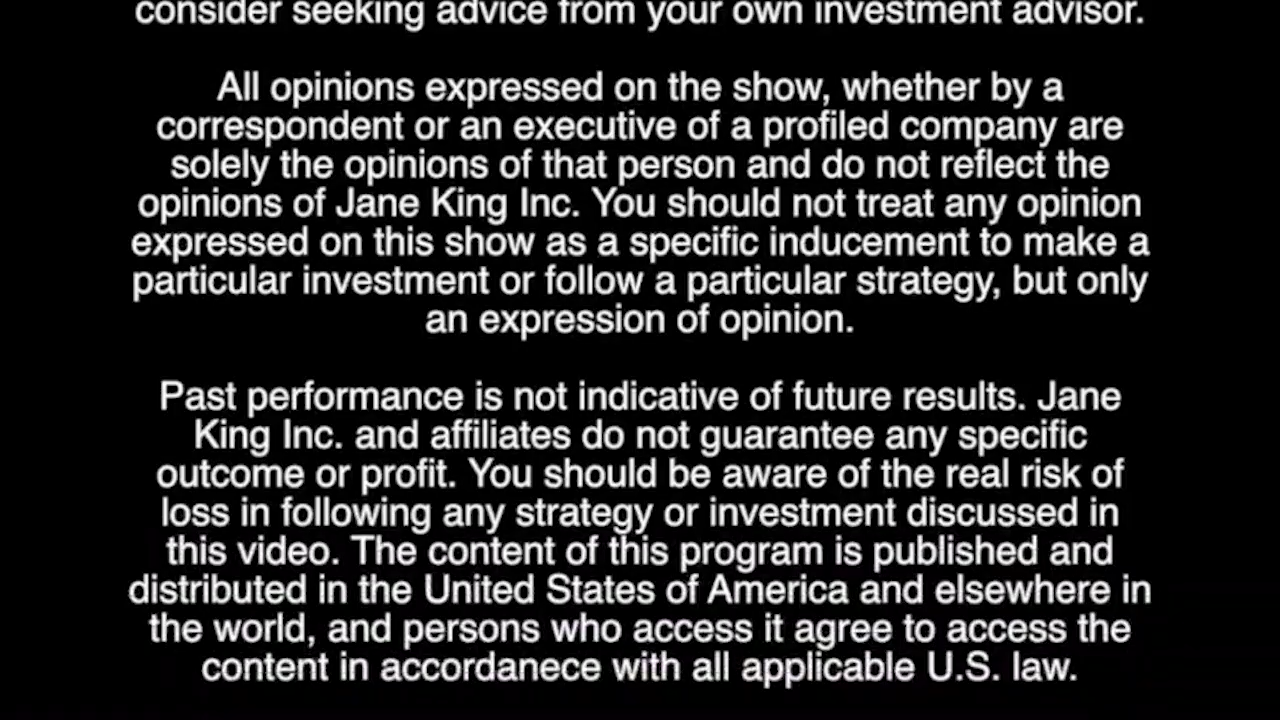 consider seeking advice from your own investment advisor.
All opinions expressed on the show, whether by a
correspondent or an executive of a profiled company are
solely the opinions of that person and do not reflect the
opinions of Jane King Inc. You should not treat any opinion
expressed on this show as a specific inducement to make a
particular investment or follow a particular strategy, but only
an expression of opinion.
Past performance is not indicative of future results. Jane
King Inc. and affiliates do not guarantee any specific
outcome or profit. You should be aware of the real risk of
loss in following any strategy or investment discussed in
this video. The content of this program is published and
distributed in the United States of America and elsewhere in
the world, and persons who access it agree to access the
content in accordanece with all applicable U.S. law.